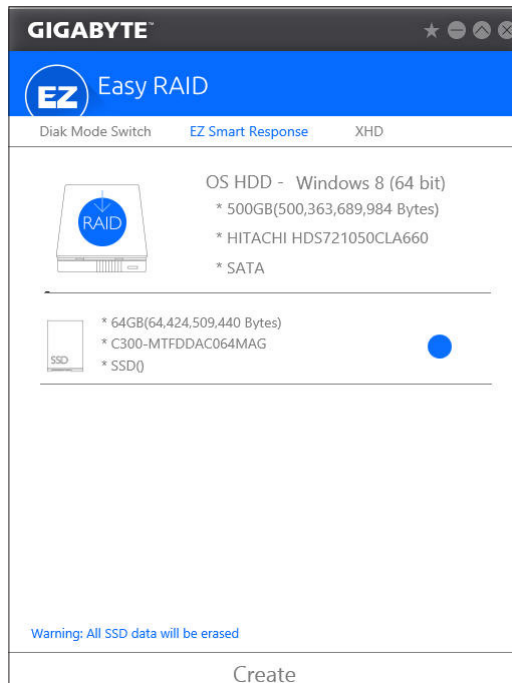 GIGABYTE™
EZ Easy RAID
Diak Mode Switch EZ Smart Response XHD
OS HDD - Windows 8 (64 bit)
* 500GB(500,363,689,984 Bytes)
RAID
* HITACHI HDS721050CLA660
* SATA
* 64GB(64,424,509,440 Bytes)
* C300-MTFDDAC064MAG
SSD
* SSD()
Warning: All SSD data will be erased
Create